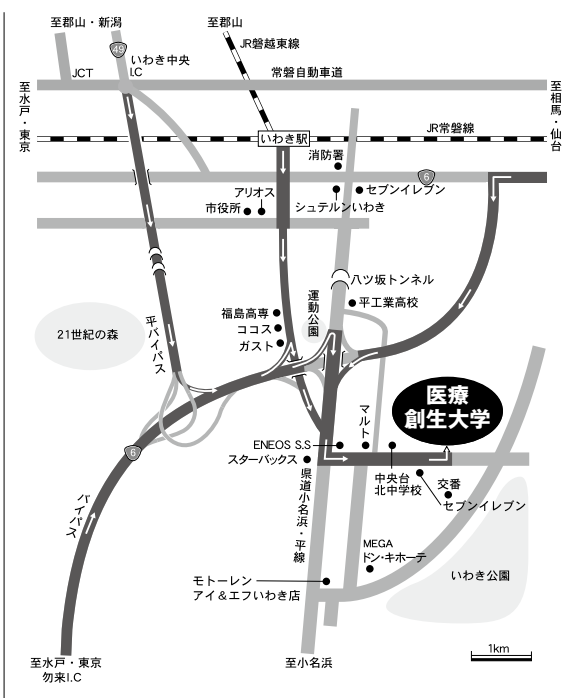 至郡山・新潟
至郡山
JR磐越東線
49
いわき中央
I.C
JCT
常磐自動車道
至水戸・東京
至相馬・仙台
JR常磐線
いわき駅
消防署
6
アリオス
セブンイレブン
市役所
シュテルンいわき
八ツ坂トンネル
運動公園
平工業高校
福島高専
ココス
ガスト
平バイパス
21世紀の森
医療
創生大学
マルト
ENEOS S.S
スターバックス
6
中央台
北中学校
交番
セブンイレブン
県道小名浜・平線
バイパス
MEGA
ドン・キホーテ
いわき公園
モトーレン
アイ&エフいわき店
1km
至水戸・東京
勿来I.C
至小名浜